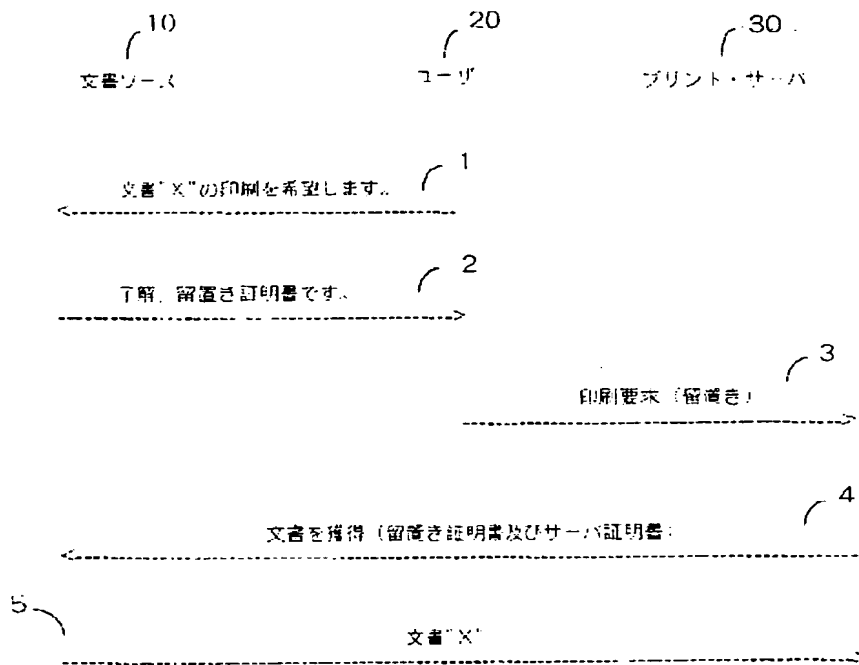 10 20 30
文書ソース ユーザ プリント・サーバ
1
文書"X"の印刷を希望します。
2
了解、留置き証明書です。
3
印刷要求(留置き)
4
文書を獲得(留置き証明書及びサーバ証明書)
5
文書"X"